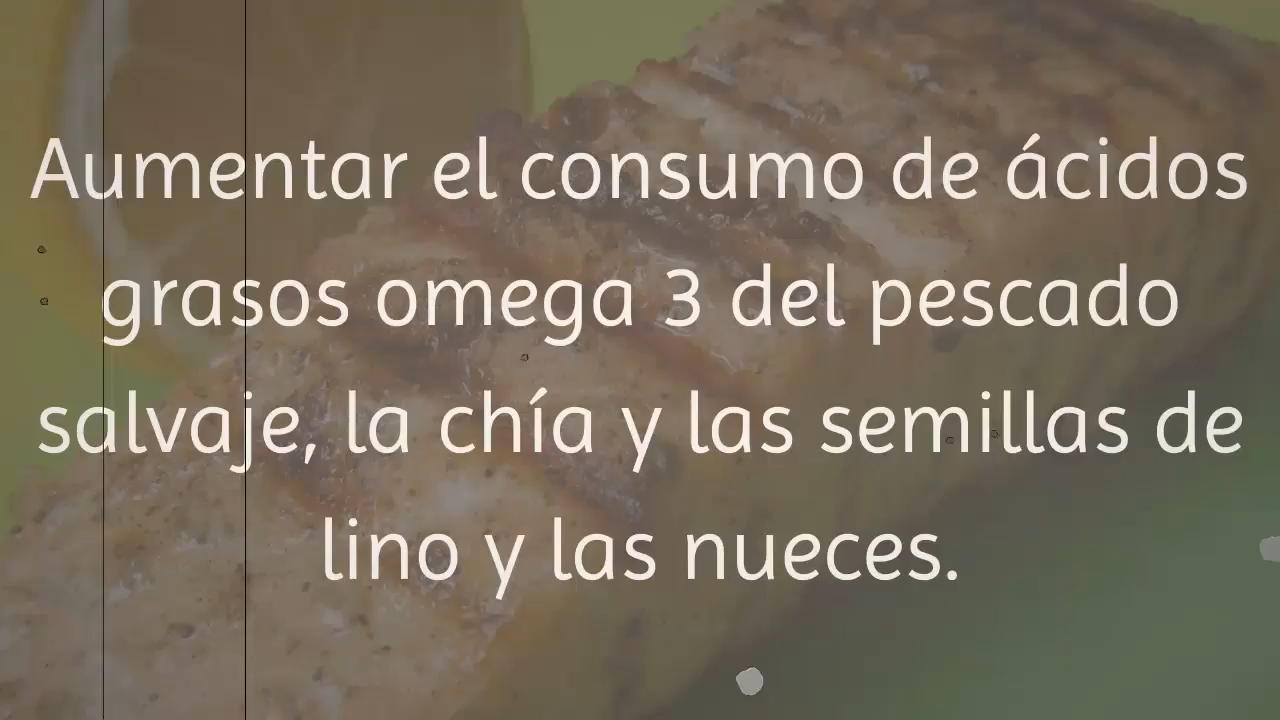 Aumentar el consumo de ácidos
grasos omega 3 del pescado
salvaje, la chía y las semillas de
lino y las nueces.